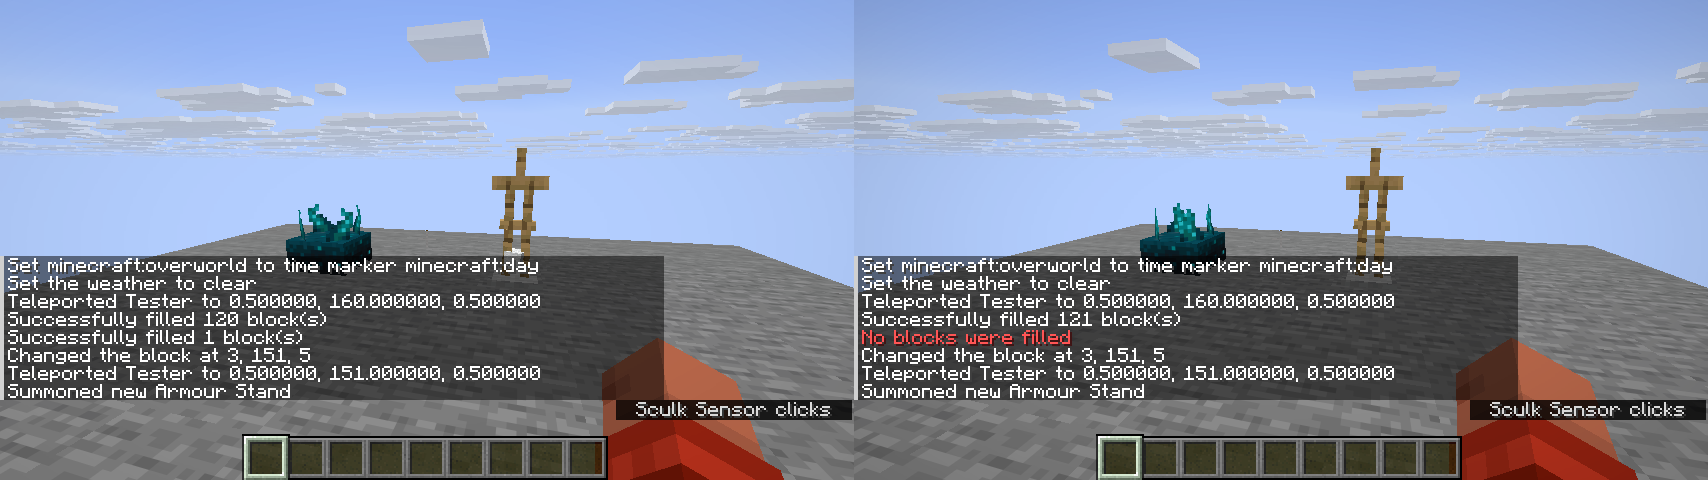 Set minecraft:overworld to time marker minecraft:day
Set the weather to clear
Teleported Tester to 0.500000, 160.000000, 0.500000
Successfully filled 120 block(s)
Successfully filled 1 block(s)
Changed the block at 3, 151, 5
Teleported Tester to 0.500000, 151.000000, 0.500000
Summoned new Armour Stand
Sculk Sensor clicks
Set minecraft:overworld to time marker minecraft:day
Set the weather to clear
Teleported Tester to 0.500000, 160.000000, 0.500000
Successfully filled 121 block(s)
No blocks were filled
Changed the block at 3, 151, 5
Teleported Tester to 0.500000, 151.000000, 0.500000
Summoned new Armour Stand
Sculk Sensor clicks